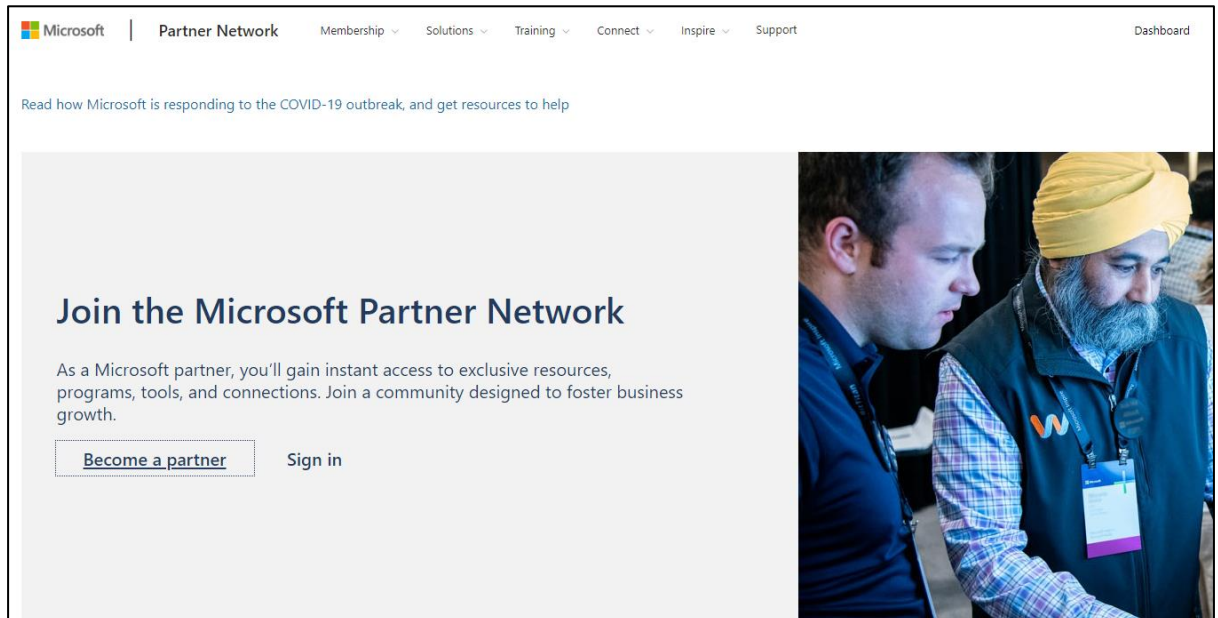 Microsoft | Partner Network Membership Solutions Training Connect Inspire Support Dashboard
Read how Microsoft is responding to the COVID-19 outbreak, and get resources to help
Join the Microsoft Partner Network
As a Microsoft partner, you'll gain instant access to exclusive resources,
programs, tools, and connections. Join a community designed to foster business
growth.
Become a partner Sign in
Microsoft Inspire